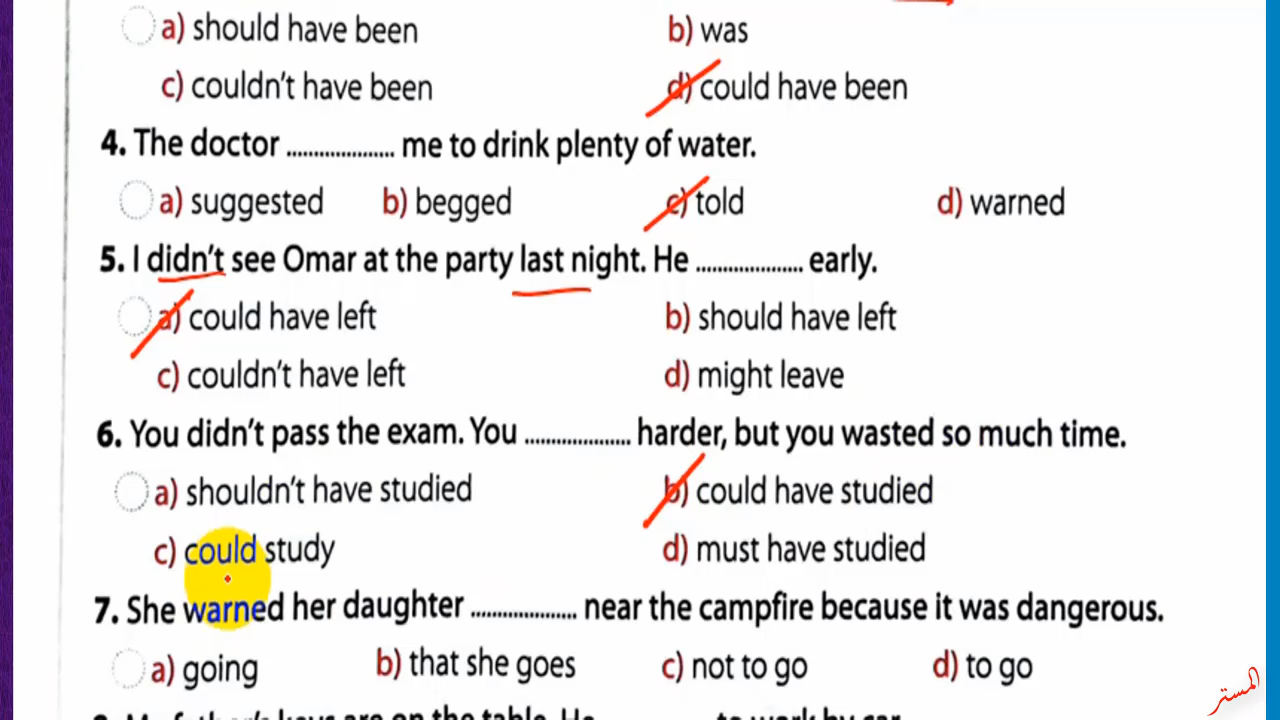 a) should have been b) was
c) couldn't have been d) could have been
4. The doctor .................... me to drink plenty of water.
a) suggested b) begged c) told d) warned
5. I didn't see Omar at the party last night. He .................... early.
a) could have left b) should have left
c) couldn't have left d) might leave
6. You didn't pass the exam. You .................... harder, but you wasted so much time.
a) shouldn't have studied b) could have studied
c) could study d) must have studied
7. She warned her daughter .................... near the campfire because it was dangerous.
a) going b) that she goes c) not to go d) to go
المستر